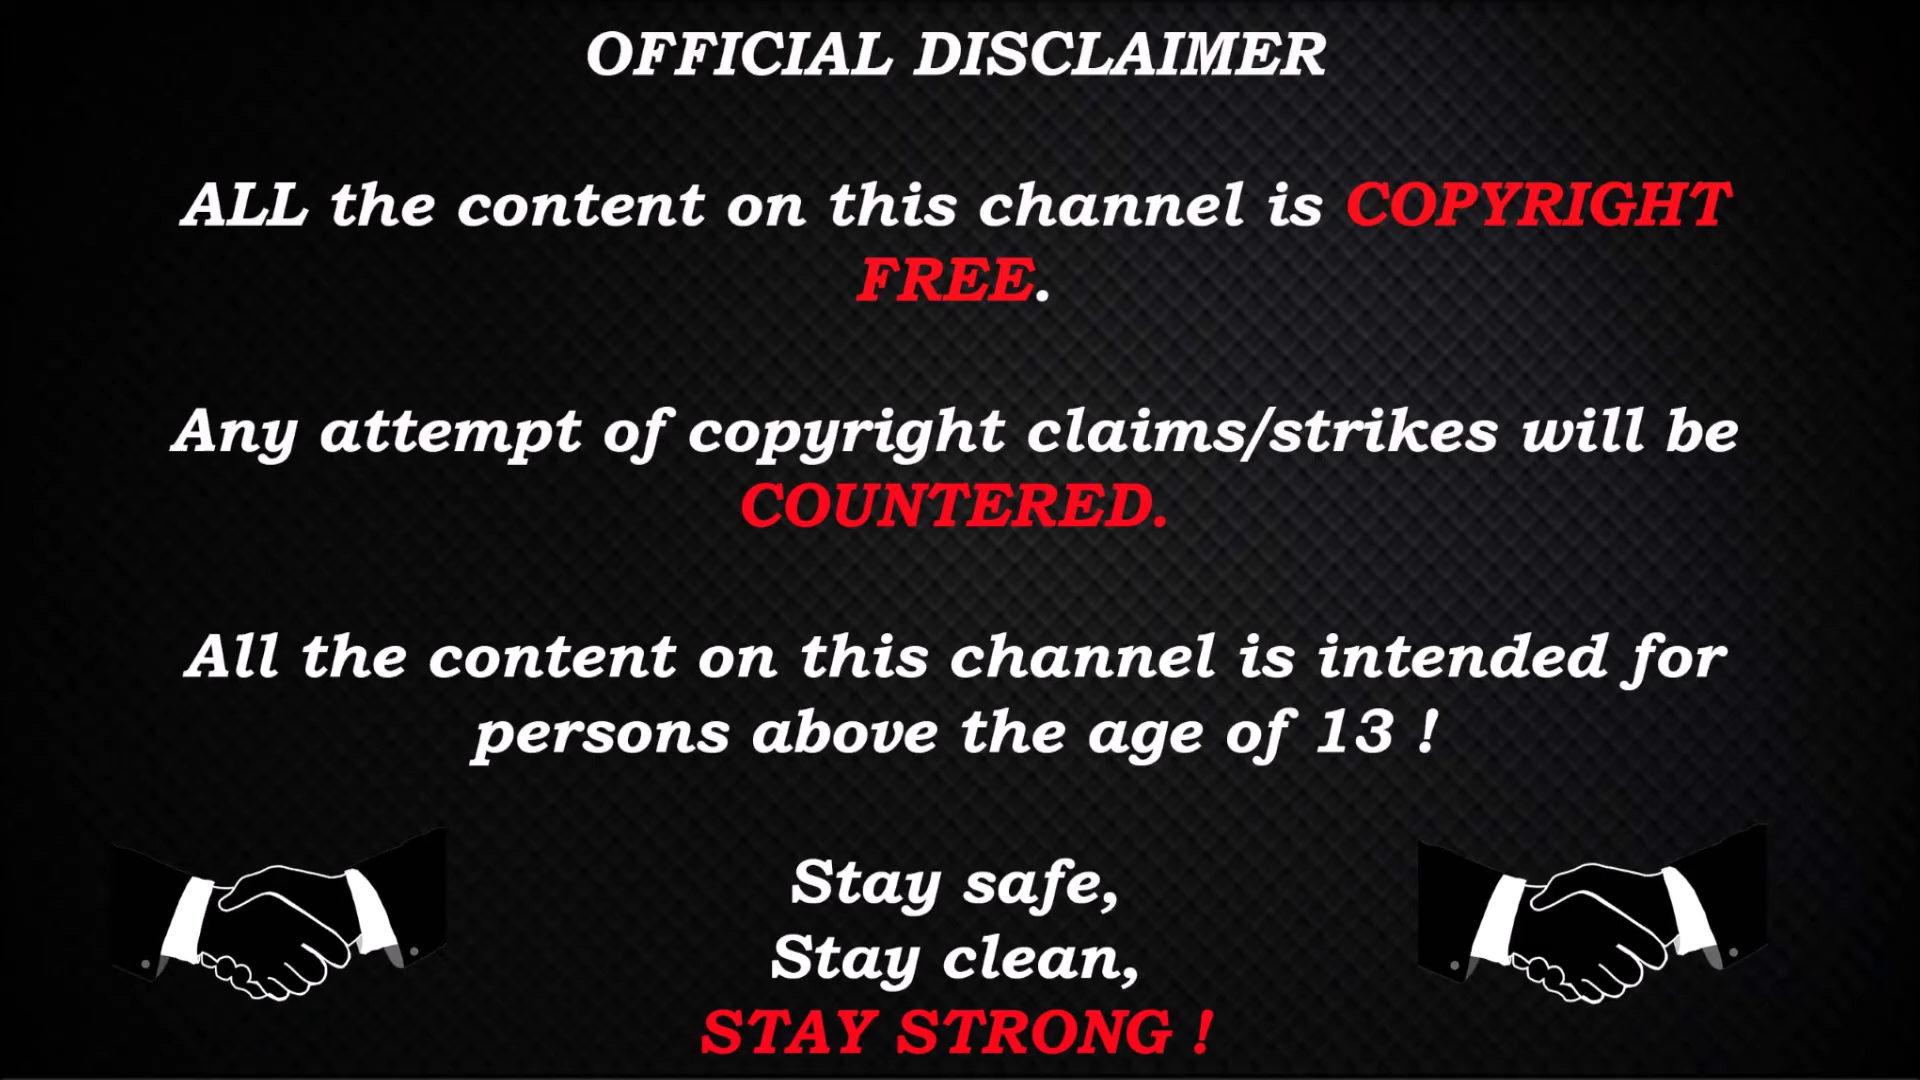 OFFICIAL DISCLAIMER
ALL the content on this channel is COPYRIGHT
FREE.
Any attempt of copyright claims/strikes will be
COUNTERED.
All the content on this channel is intended for
persons above the age of 13 !
Stay safe,
Stay clean,
STAY STRONG !